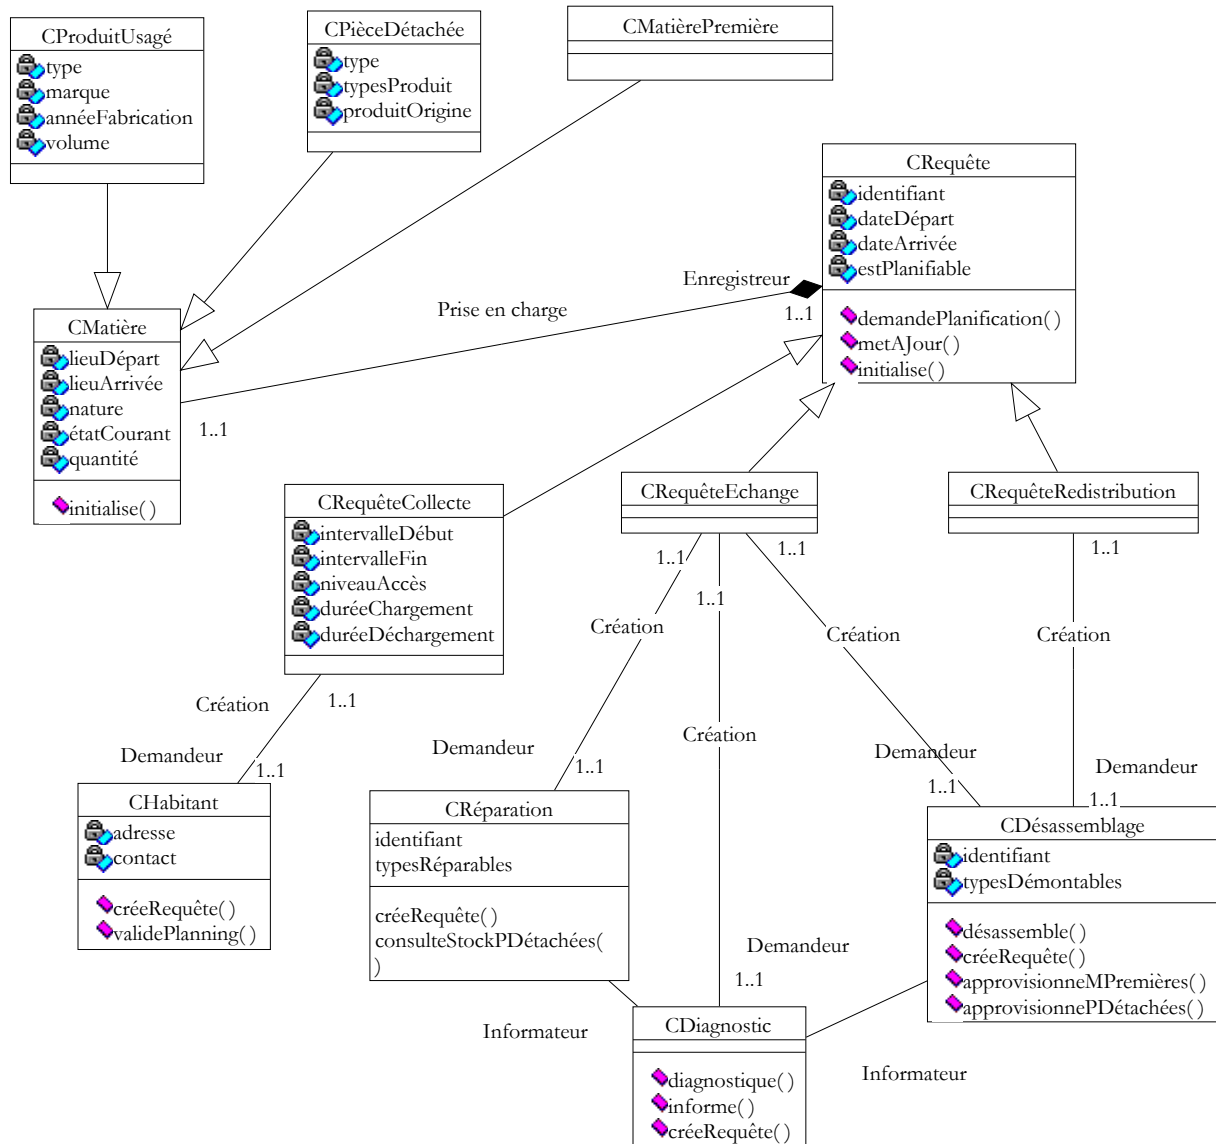 CProduitUsagé
type
marque
annéeFabrication
volume
CPièceDétachée
type
typesProduit
produitOrigine
CMatièrePremière
CRequête
identifiant
dateDépart
dateArrivée
estPlanifiable
demandePlanification()
metAJour()
initialise()
Enregistreur
1..1
Prise en charge
1..1
CMatière
lieuDépart
lieuArrivée
nature
étatCourant
quantité
initialise()
CRequêteCollecte
intervalleDébut
intervalleFin
niveauAccès
duréeChargement
duréeDéchargement
CRequêteEchange
CRequêteRedistribution
1..1
1..1
1..1
1..1
1..1
Création
Création
Création
Création
Création
Demandeur
1..1
Demandeur
1..1
Demandeur
1..1
Demandeur
1..1
CHabitant
adresse
contact
créeRequête()
validePlanning()
CRéparation
identifiant
typesRéparables
créeRequête()
consulteStockPDétachées(
)
CDésassemblage
identifiant
typesDémontables
désassemble()
créeRequête()
approvisionneMPremières()
approvisionnePDétachées()
Demandeur
1..1
Informateur
Informateur
CDiagnostic
diagnostique()
informe()
créeRequête()